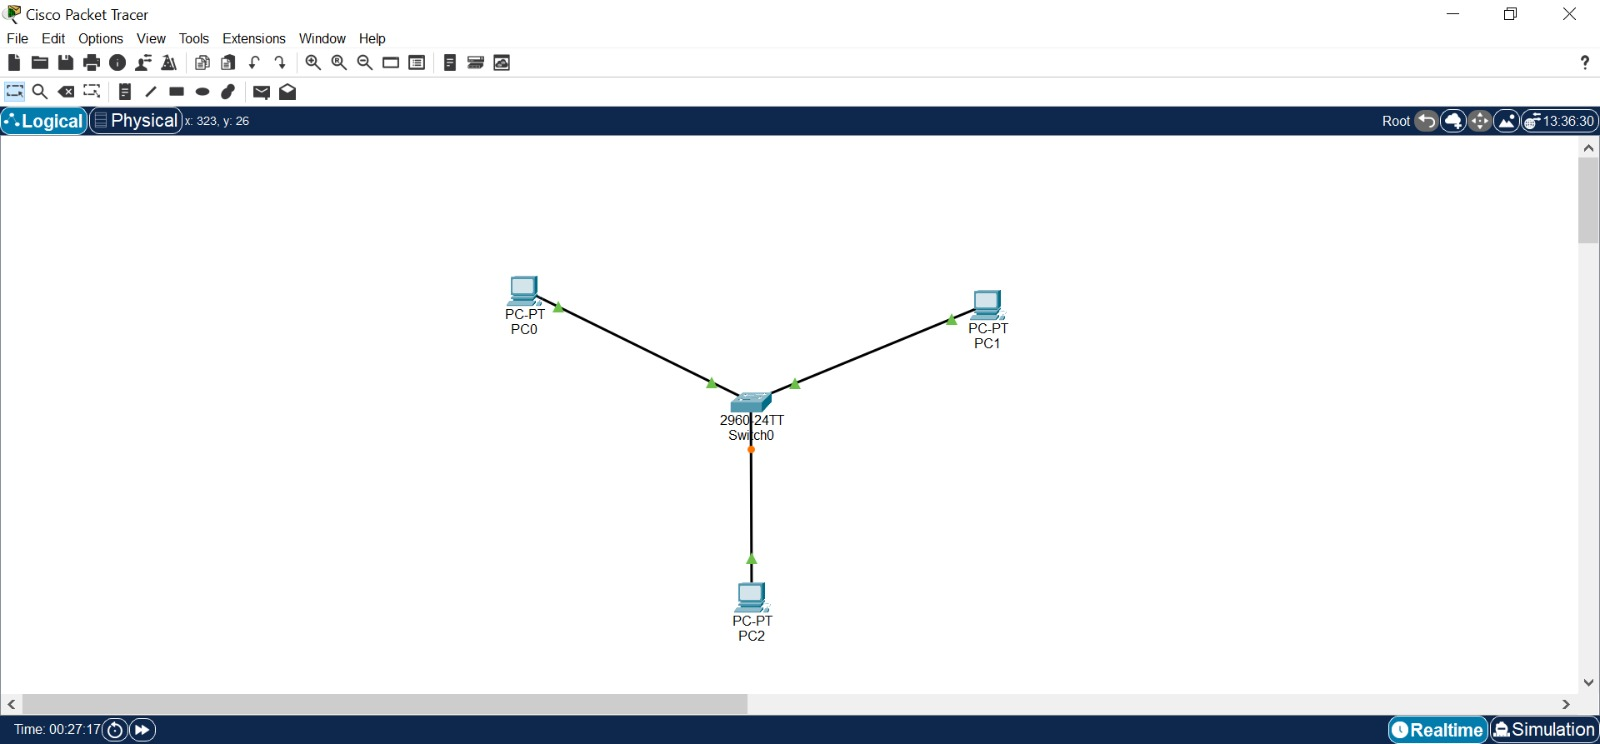 Cisco Packet Tracer
File Edit Options View Tools Extensions Window Help
?
Logical Physical x: 323, y: 26 Root 13:36:30
PC-PT
PC0
PC-PT
PC1
2960-24TT
Switch0
PC-PT
PC2
Time: 00:27:17 Realtime Simulation